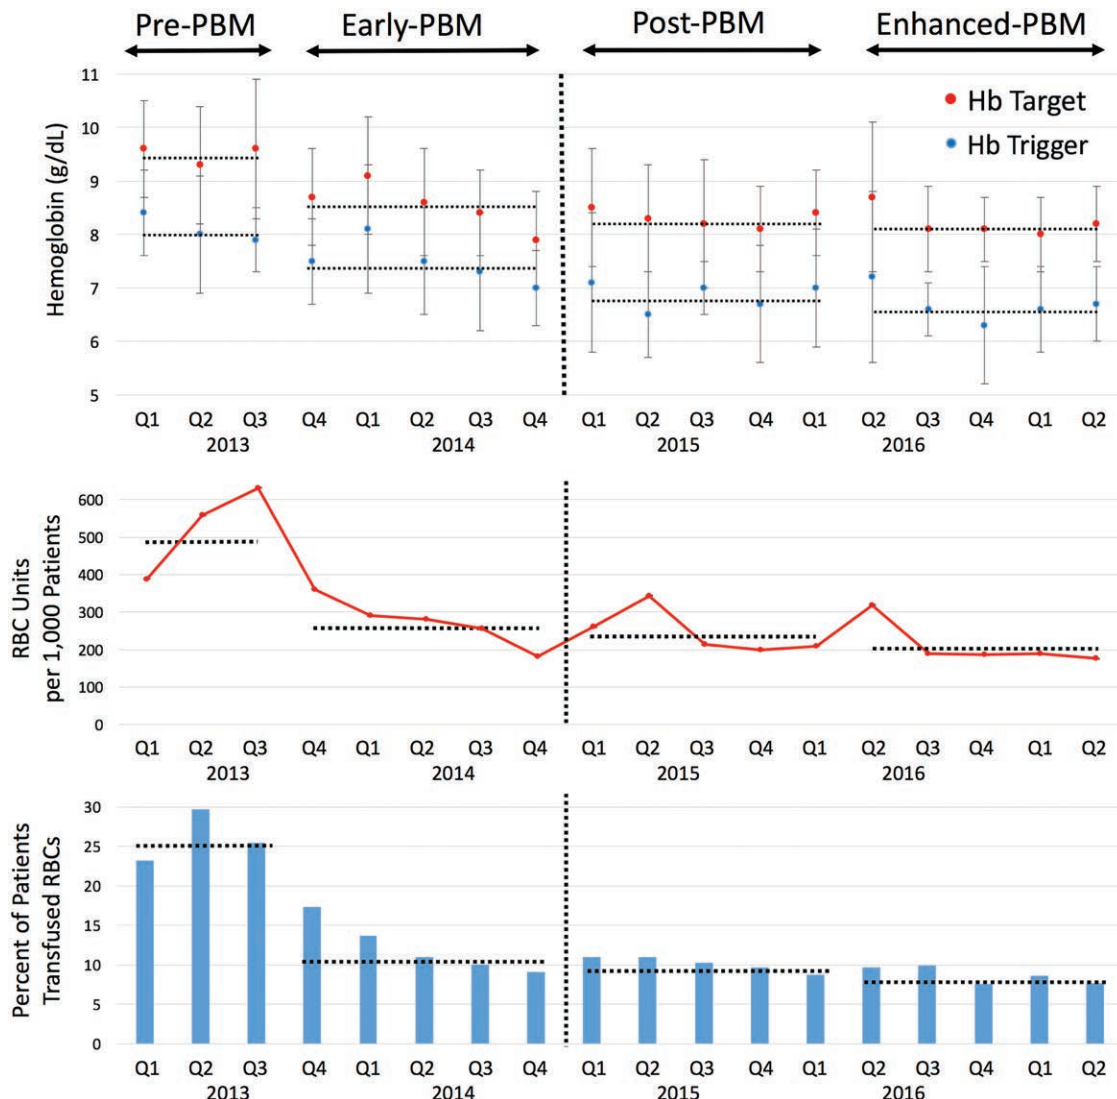 Pre-PBM Early-PBM Post-PBM Enhanced-PBM
Hemoglobin (g/dL)
11
10
9
8
7
6
5
Hb Target
Hb Trigger
Q1 Q2 Q3 Q4 Q1 Q2 Q3 Q4 Q1 Q2 Q3 Q4 Q1 Q2 Q3 Q4 Q1 Q2
2013 2014 2015 2016
RBC Units
per 1,000 Patients
600
500
400
300
200
100
0
Q1 Q2 Q3 Q4 Q1 Q2 Q3 Q4 Q1 Q2 Q3 Q4 Q1 Q2 Q3 Q4 Q1 Q2
2013 2014 2015 2016
Percent of Patients
Transfused RBCs
30
25
20
15
10
5
0
Q1 Q2 Q3 Q4 Q1 Q2 Q3 Q4 Q1 Q2 Q3 Q4 Q1 Q2 Q3 Q4 Q1 Q2
2013 2014 2015 2016